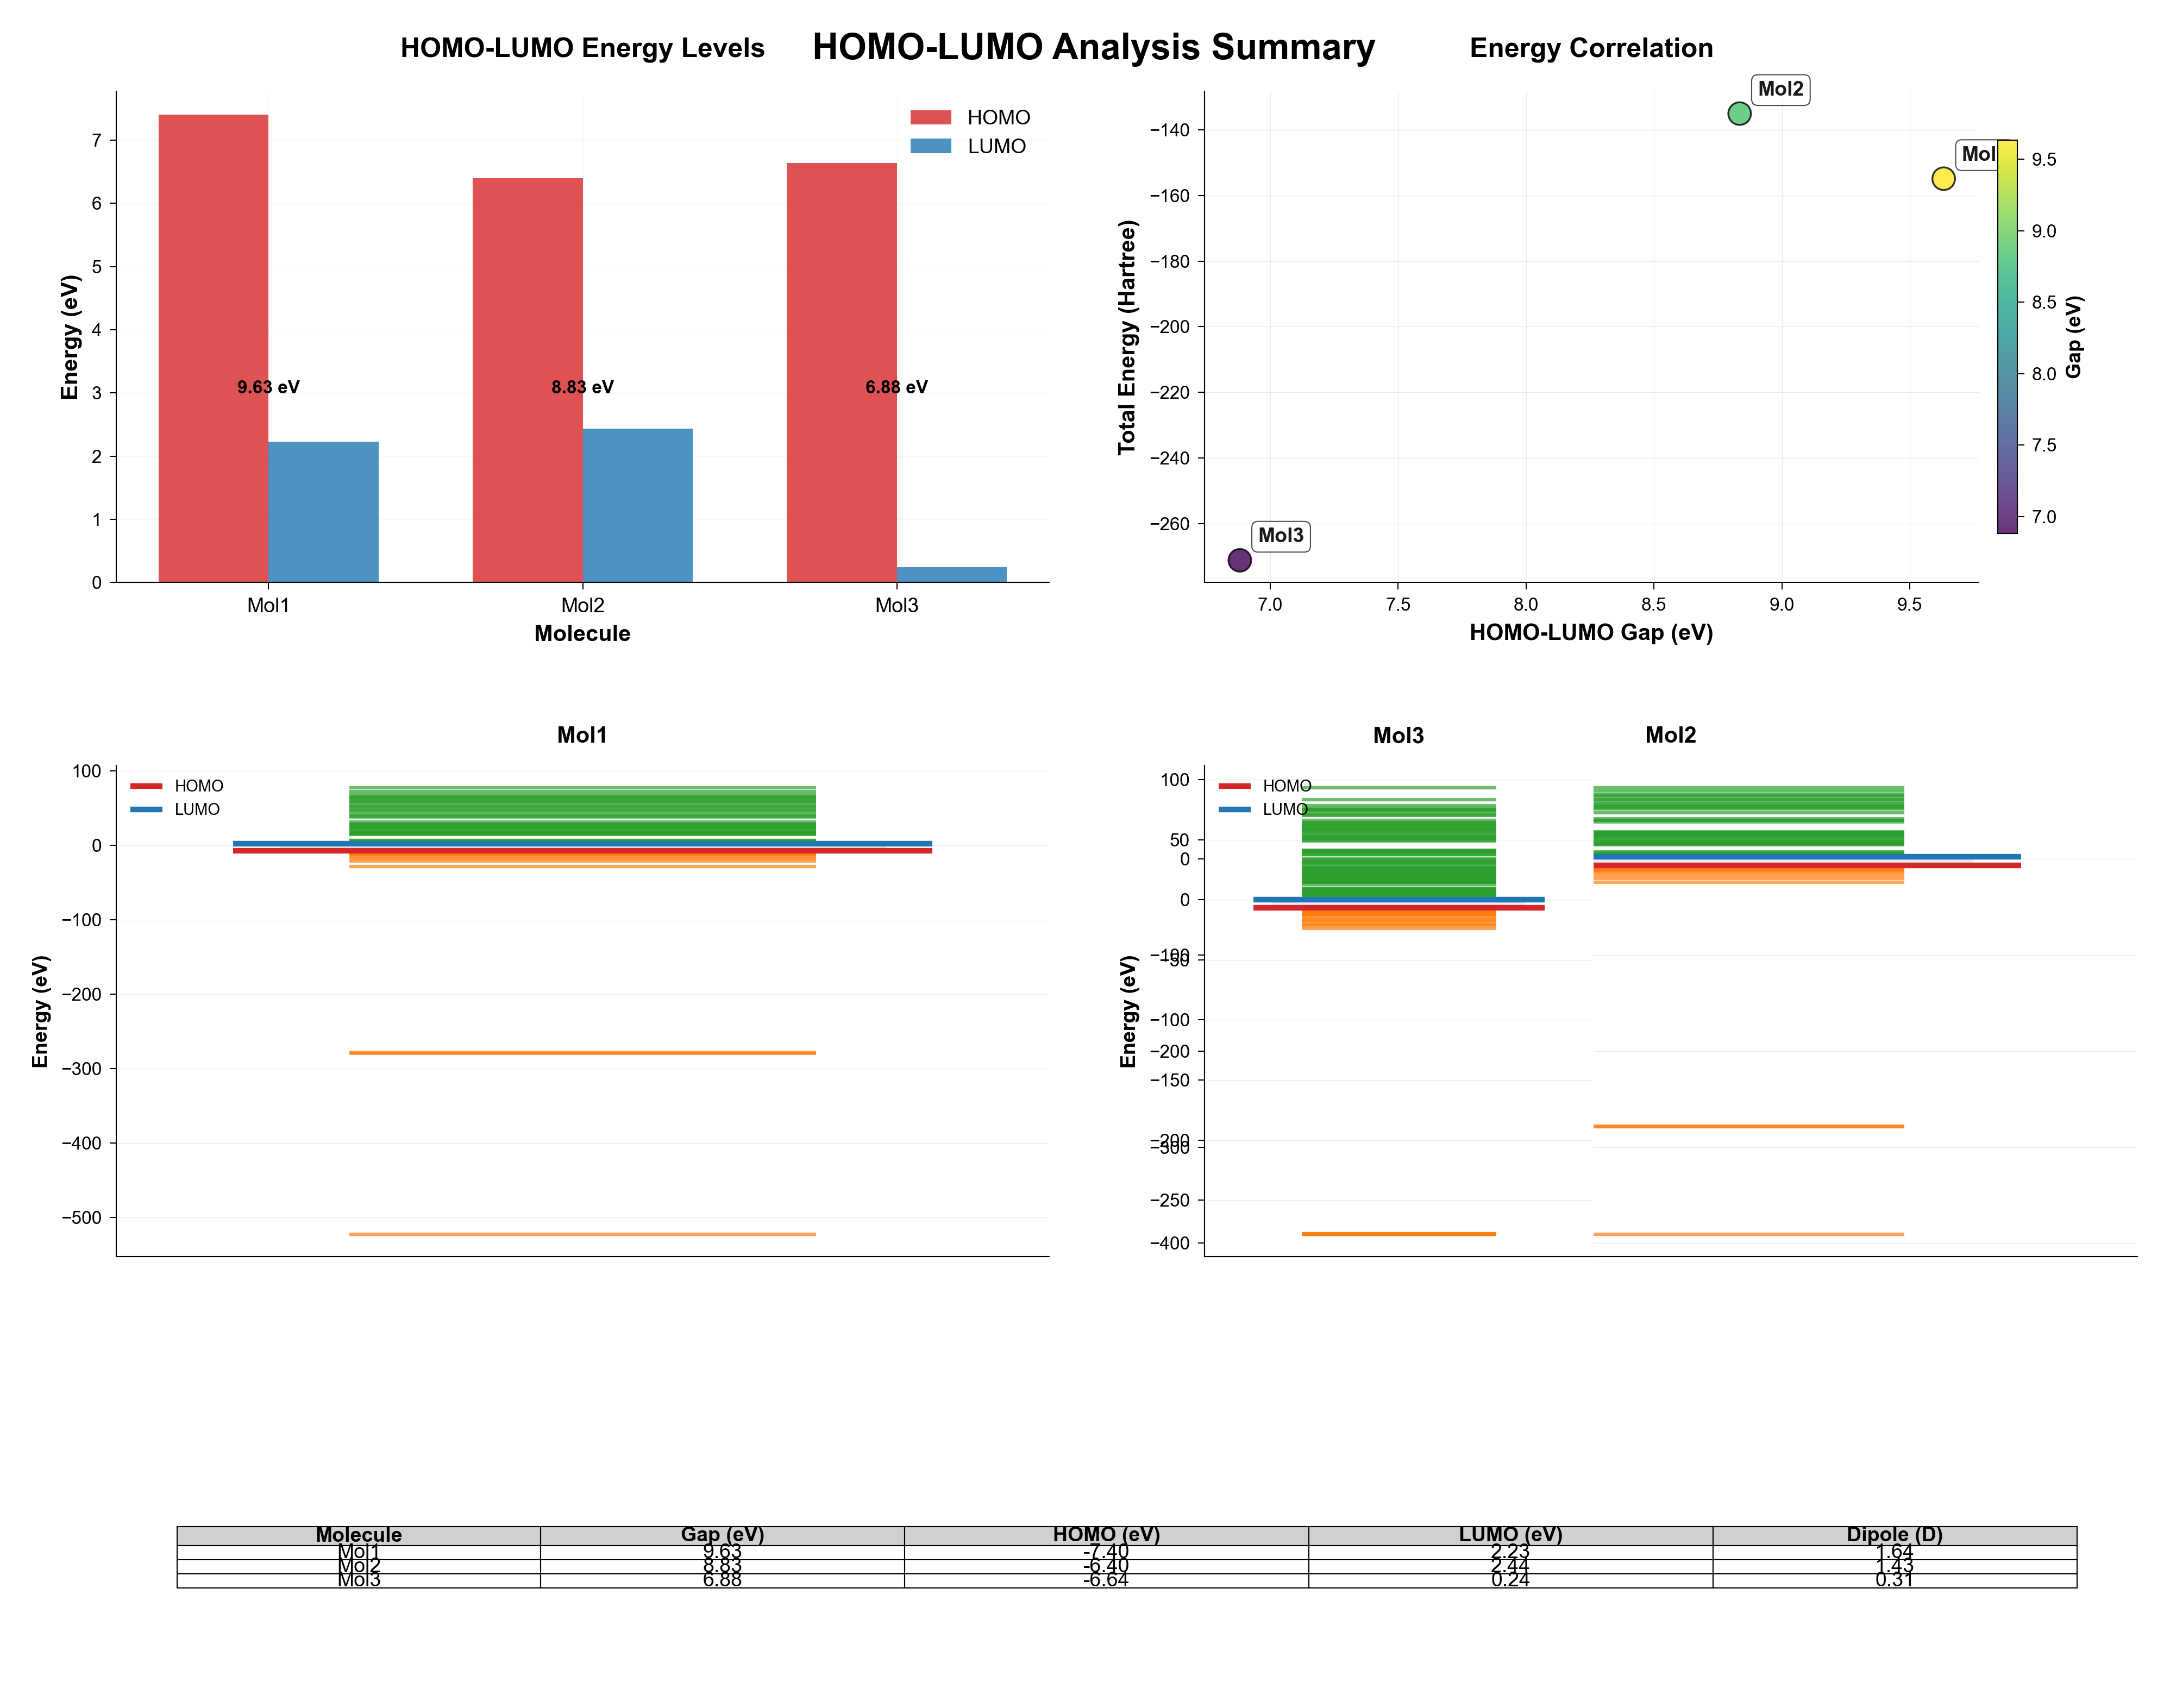 HOMO-LUMO Analysis Summary
HOMO-LUMO Energy Levels
Energy (eV)
7
6
5
4
3
2
1
0
HOMO
LUMO
9.63 eV
8.83 eV
6.88 eV
Mol1
Mol2
Mol3
Molecule
Energy Correlation
Total Energy (Hartree)
−140
−160
−180
−200
−220
−240
−260
Mol2
Mol
Mol3
7.0
7.5
8.0
8.5
9.0
9.5
HOMO-LUMO Gap (eV)
9.5
9.0
8.5
8.0
7.5
7.0
Gap (eV)
Mol1
Energy (eV)
100
0
−100
−200
−300
−400
−500
HOMO
LUMO
Mol3
Mol2
Energy (eV)
100
50
0
0
−100
−50
−100
−200
−150
−200
−300
−250
−400
HOMO
LUMO
Molecule Gap (eV) HOMO (eV) LUMO (eV) Dipole (D)
Mol1 9.63 -7.40 2.23 1.64
Mol2 8.83 -6.40 2.44 1.43
Mol3 6.88 -6.64 0.24 0.31